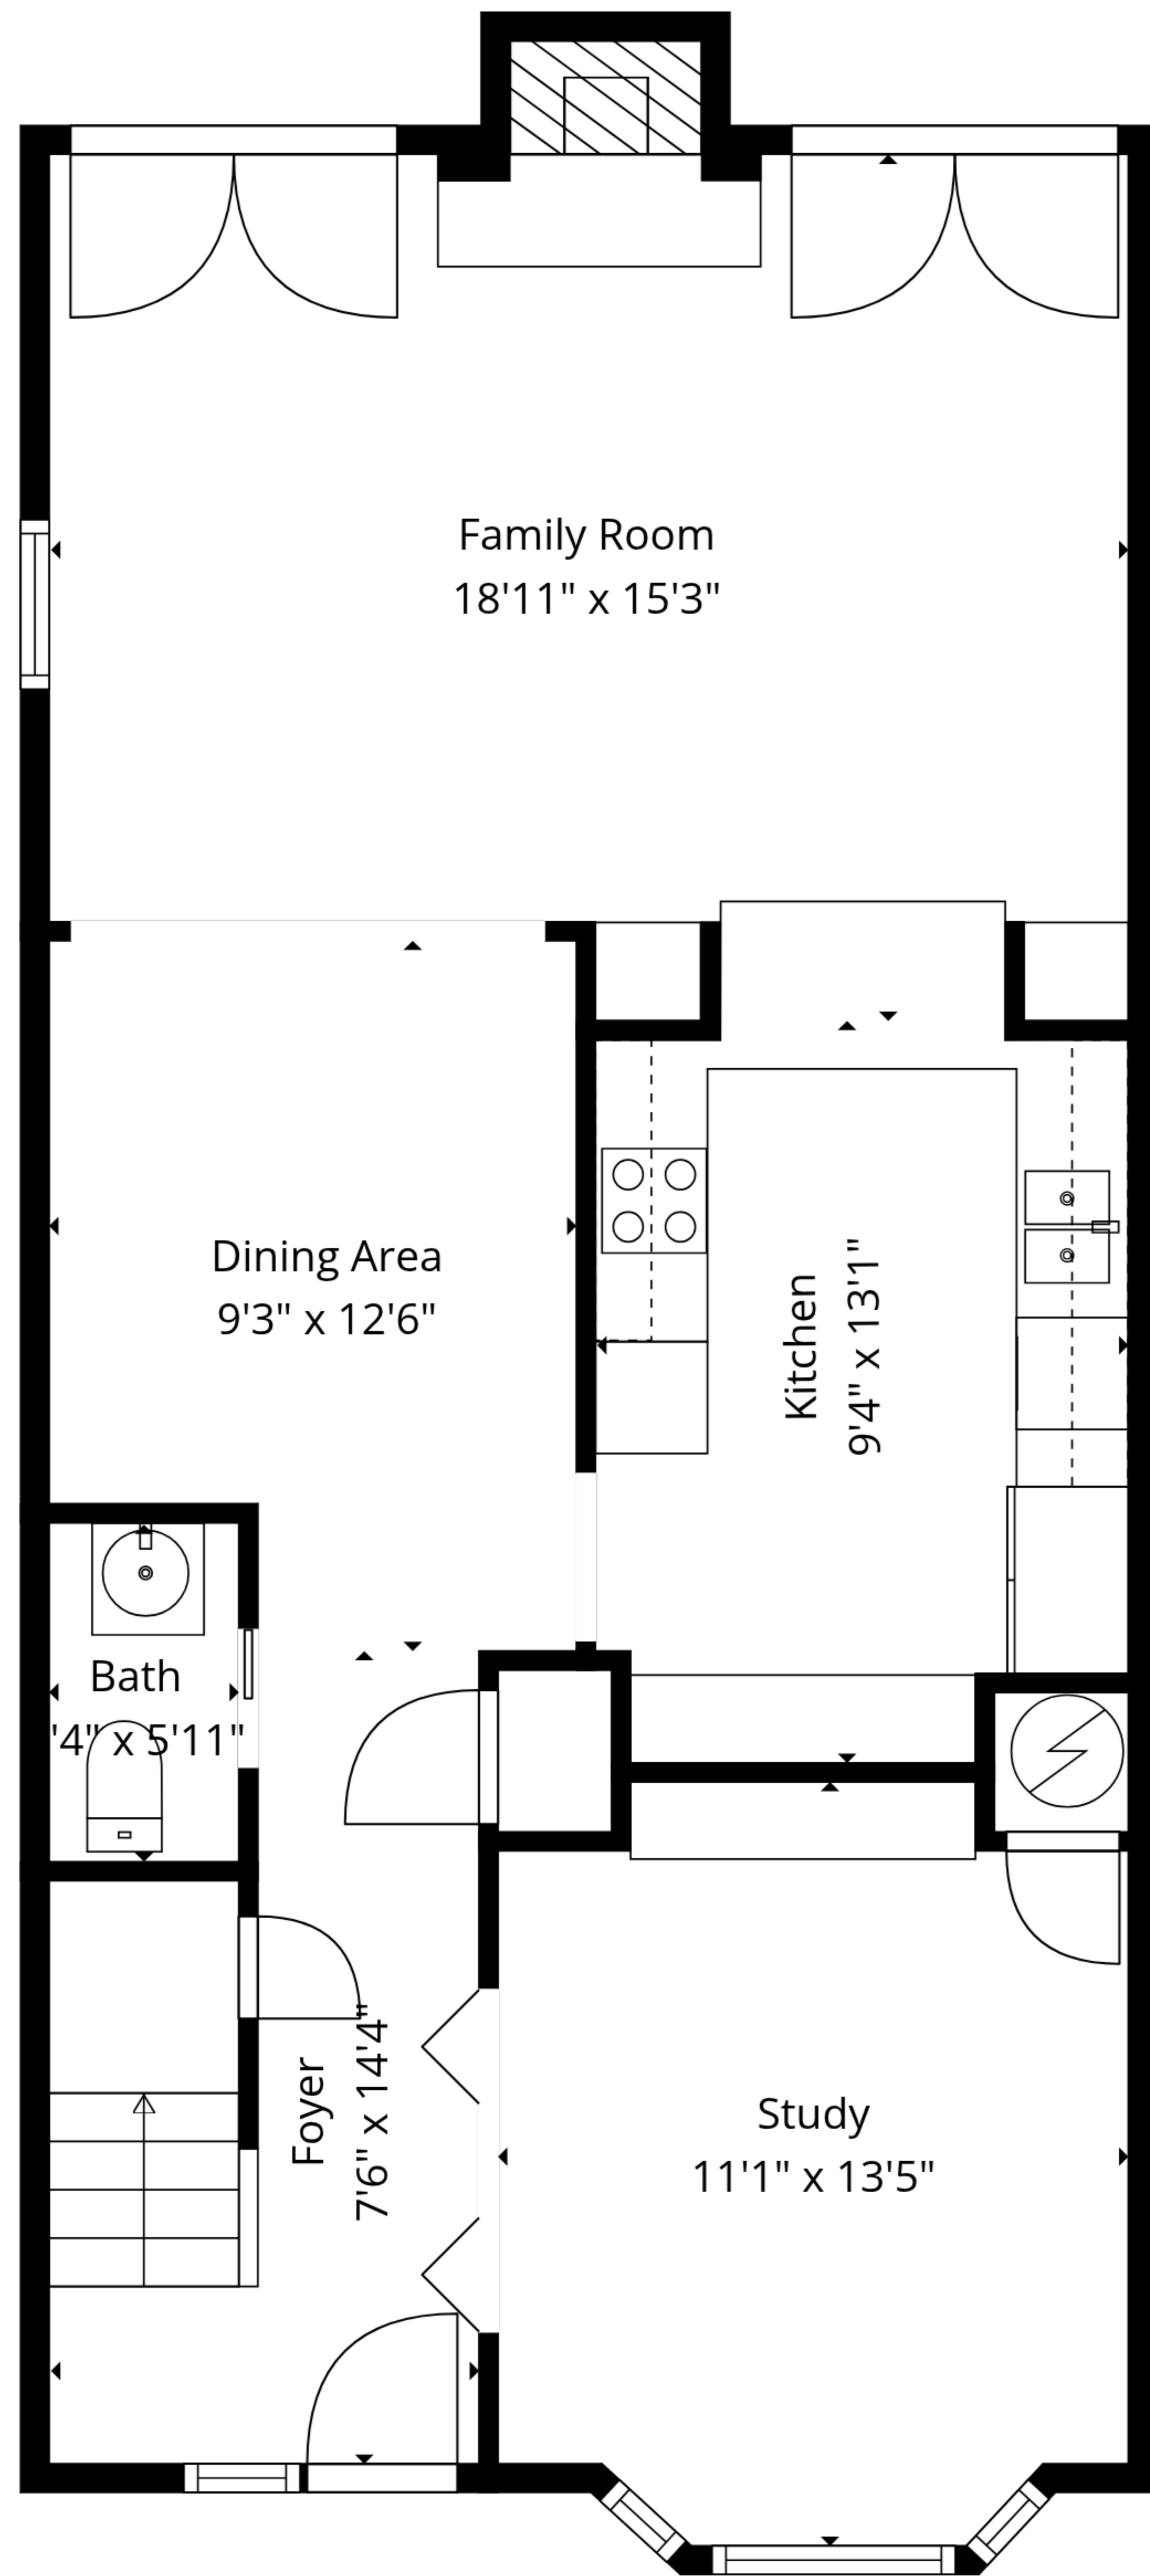 Family Room
18'11" x 15'3"
Dining Area
9'3" x 12'6"
Kitchen
9'4" x 13'1"
Bath
'4" x 5'11"
Foyer
7'6" x 14'4"
Study
11'1" x 13'5"